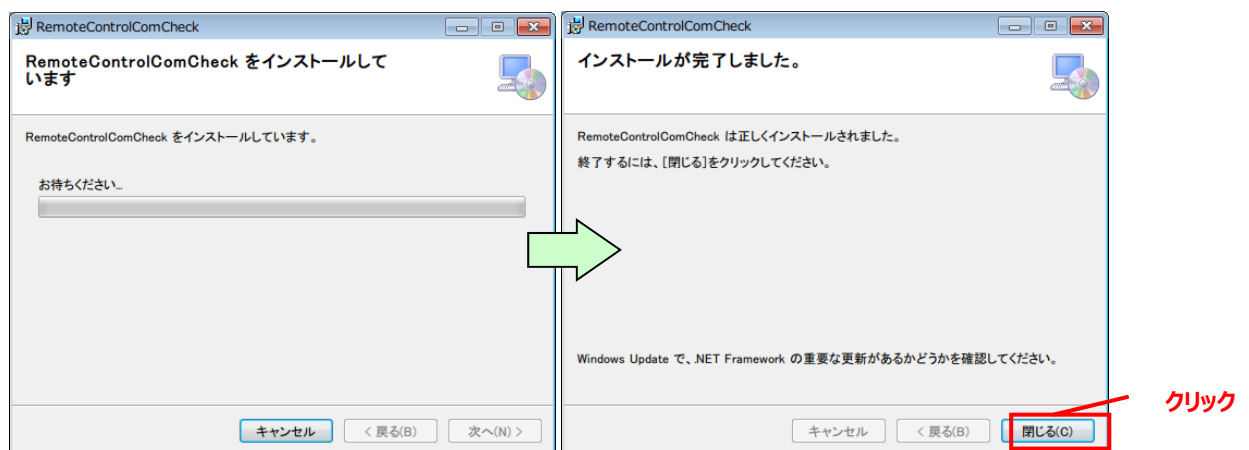 RemoteControlComCheck
RemoteControlComCheck をインストールして
います
RemoteControlComCheck をインストールしています。
お待ちください...
キャンセル
< 戻る(B)
次へ(N) >
RemoteControlComCheck
インストールが完了しました。
RemoteControlComCheck は正しくインストールされました。
終了するには、[閉じる]をクリックしてください。
Windows Update で、.NET Framework の重要な更新があるかどうかを確認してください。
キャンセル
< 戻る(B)
閉じる(C)
クリック